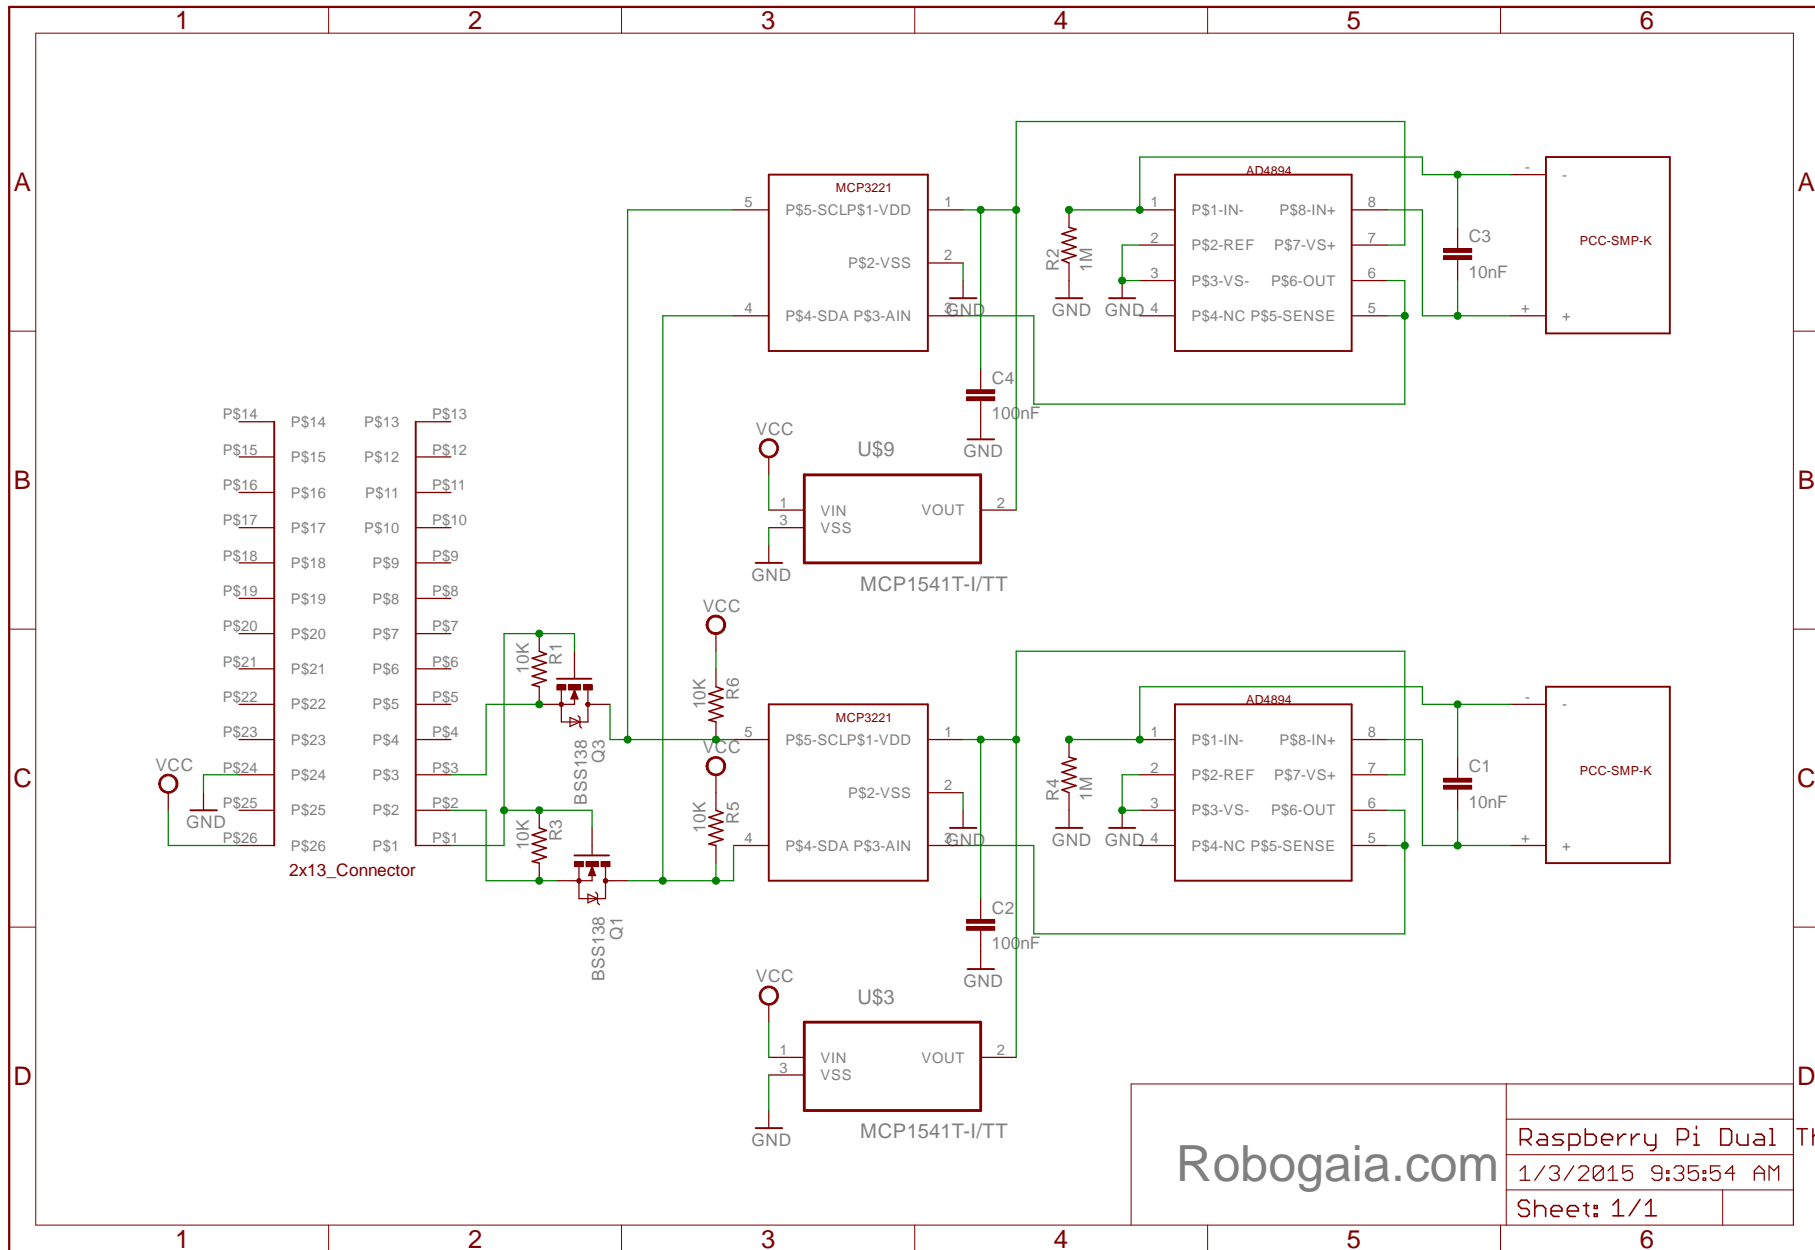 1 2 3 4 5 6
A A
MCP3221
5 P$5-SCL P$1-VDD 1
P$2-VSS 2
GND
4 P$4-SDA P$3-AIN 3
AD4894
1 P$1-IN- P$8-IN+ 8
2 P$2-REF P$7-VS+ 7
3 P$3-VS- P$6-OUT 6
4 P$4-NC P$5-SENSE 5
R2 1M
GND GND
C3
10nF
- -
PCC-SMP-K
+ +
C4
100nF
GND
B B
VCC U$9
1 VIN VOUT 2
3 VSS
GND
MCP1541T-I/TT
P$14 P$14 P$13 P$13
P$15 P$15 P$12 P$12
P$16 P$16 P$11 P$11
P$17 P$17 P$10 P$10
P$18 P$18 P$9 P$9
P$19 P$19 P$8 P$8
P$20 P$20 P$7 P$7
P$21 P$21 P$6 P$6
P$22 P$22 P$5 P$5
P$23 P$23 P$4 P$4
P$24 P$24 P$3 P$3
P$25 P$25 P$2 P$2
P$26 P$26 P$1 P$1
2x13_Connector
VCC
GND
C C
10K R1
BSS138 Q3
10K R3
BSS138 Q1
VCC
10K R6
VCC
10K R5
MCP3221
5 P$5-SCL P$1-VDD 1
P$2-VSS 2
GND
4 P$4-SDA P$3-AIN 3
AD4894
1 P$1-IN- P$8-IN+ 8
2 P$2-REF P$7-VS+ 7
3 P$3-VS- P$6-OUT 6
4 P$4-NC P$5-SENSE 5
R4 1M
GND GND
C1
10nF
- -
PCC-SMP-K
+ +
C2
100nF
GND
D D
VCC U$3
1 VIN VOUT 2
3 VSS
GND
MCP1541T-I/TT
Robogaia.com
Raspberry Pi Dual Th
1/3/2015 9:35:54 AM
Sheet: 1/1
1 2 3 4 5 6